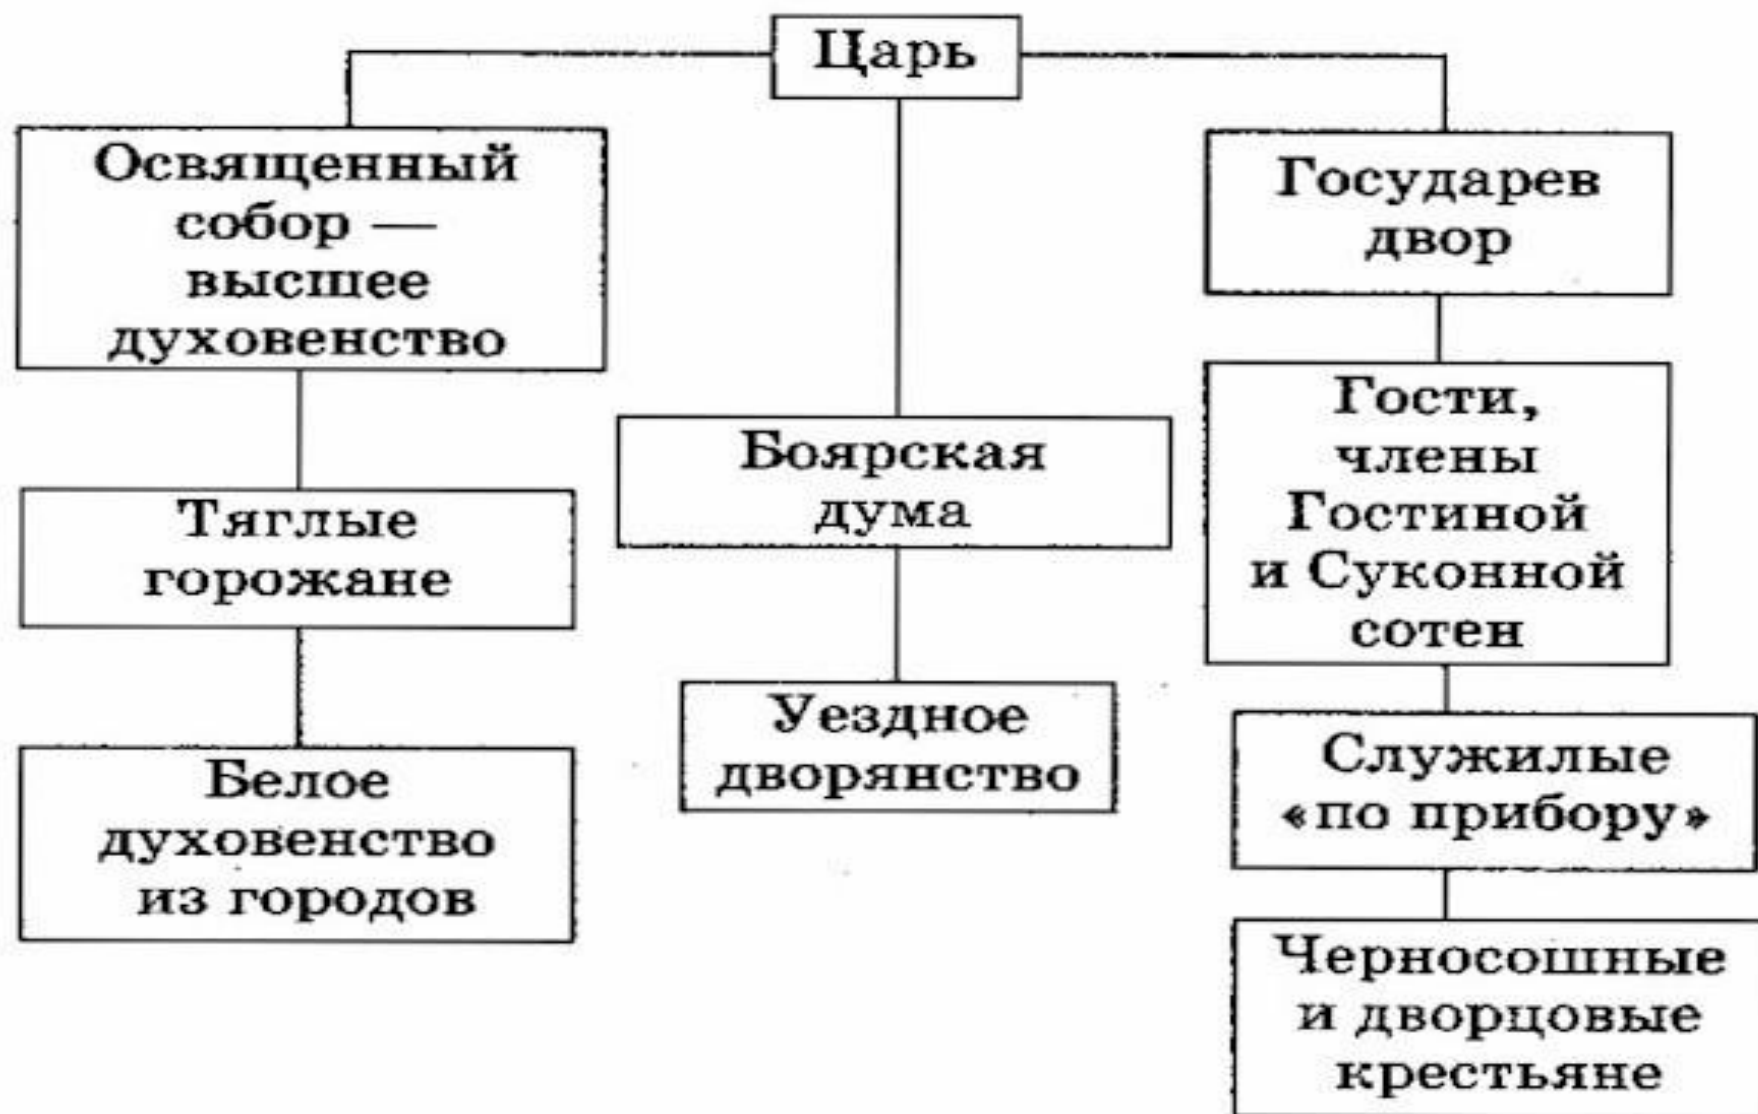 Царь
Освященный
собор —
высшее
духовенство
Государев
двор
Гости,
члены
Гостиной
и Суконной
сотен
Боярская
дума
Тяглые
горожане
Уездное
дворянство
Служилые
«по прибору»
Белое
духовенство
из городов
Черносошные
и дворцовые
крестьяне